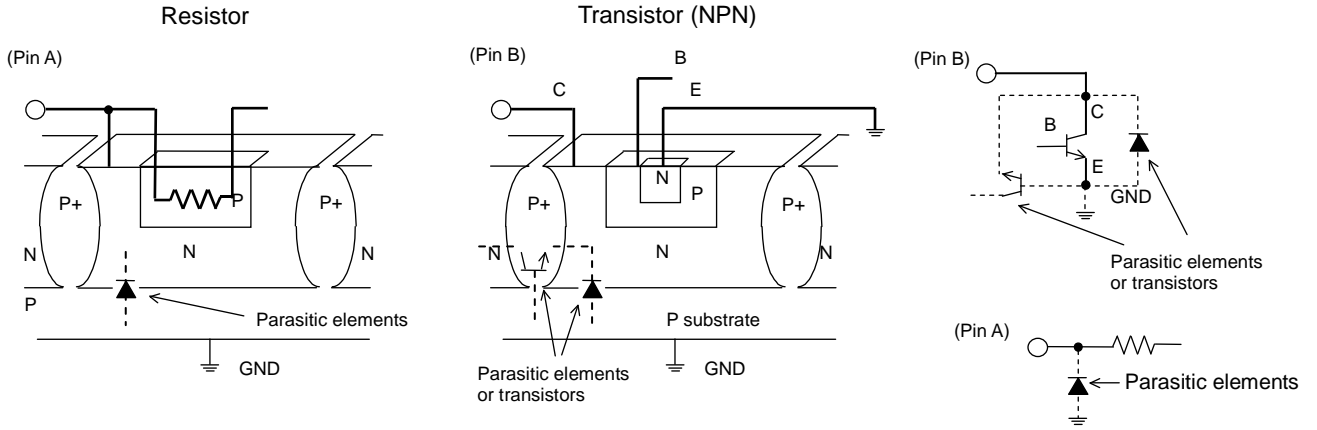 Resistor
(Pin A)
P+
P
P+
N
N
N
P
Parasitic elements
GND
Transistor (NPN)
(Pin B)
B
C
E
N
P+
P
P+
N
N
N
P substrate
GND
Parasitic elements
or transistors
(Pin B)
C
B
E
GND
Parasitic elements
or transistors
(Pin A)
Parasitic elements